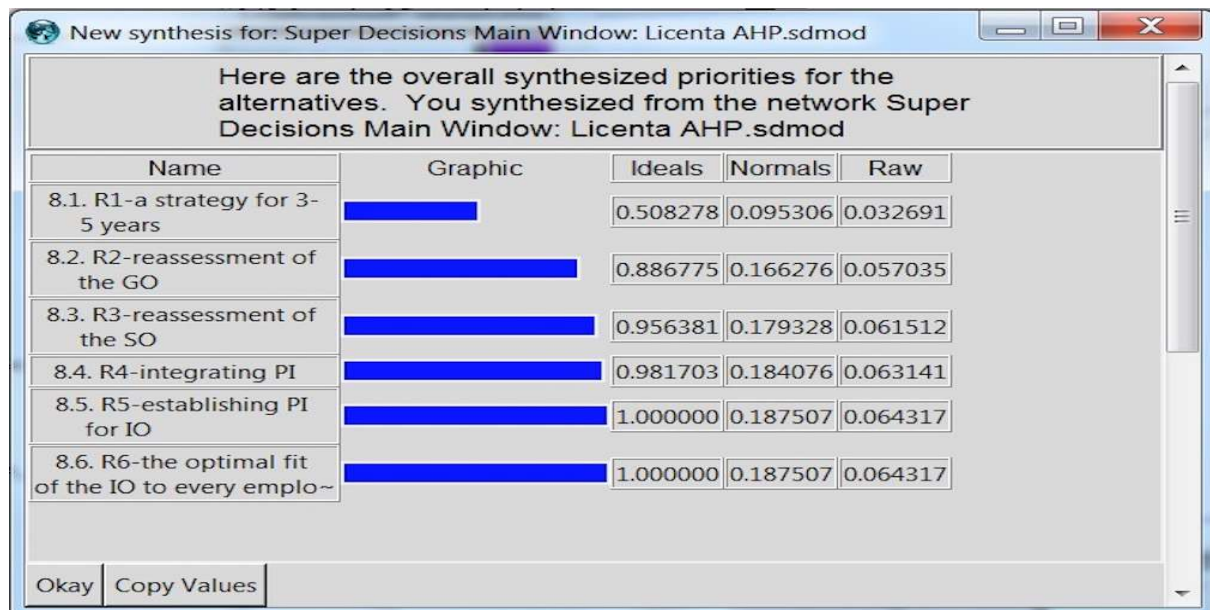 New synthesis for: Super Decisions Main Window: Licenta AHP.sdmod
Here are the overall synthesized priorities for the
alternatives. You synthesized from the network Super
Decisions Main Window: Licenta AHP.sdmod
Name Graphic Ideals Normals Raw
8.1. R1-a strategy for 3-
5 years
0.508278 0.095306 0.032691
8.2. R2-reassessment of
the GO
0.886775 0.166276 0.057035
8.3. R3-reassessment of
the SO
0.956381 0.179328 0.061512
8.4. R4-integrating PI 0.981703 0.184076 0.063141
8.5. R5-establishing PI
for IO
1.000000 0.187507 0.064317
8.6. R6-the optimal fit
of the IO to every emplo~
1.000000 0.187507 0.064317
Okay Copy Values